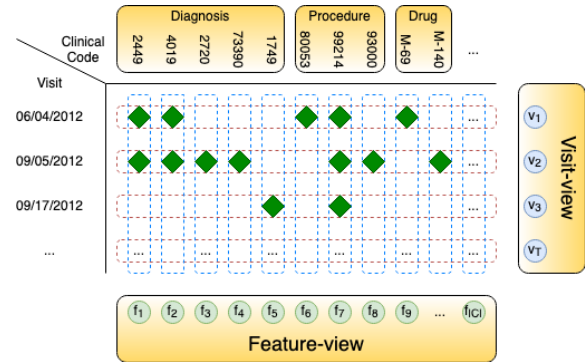 Diagnosis Procedure Drug
Clinical Code 2449 4019 2720 73390 1749 80053 99214 93000 M-69 M-140 ...
Visit
06/04/2012 ... v1
09/05/2012 ... v2
09/17/2012 ... v3
... ... ... ... ... ... ... ... vT
Visit-view
f1 f2 f3 f4 f5 f6 f7 f8 f9 ... f|C|
Feature-view